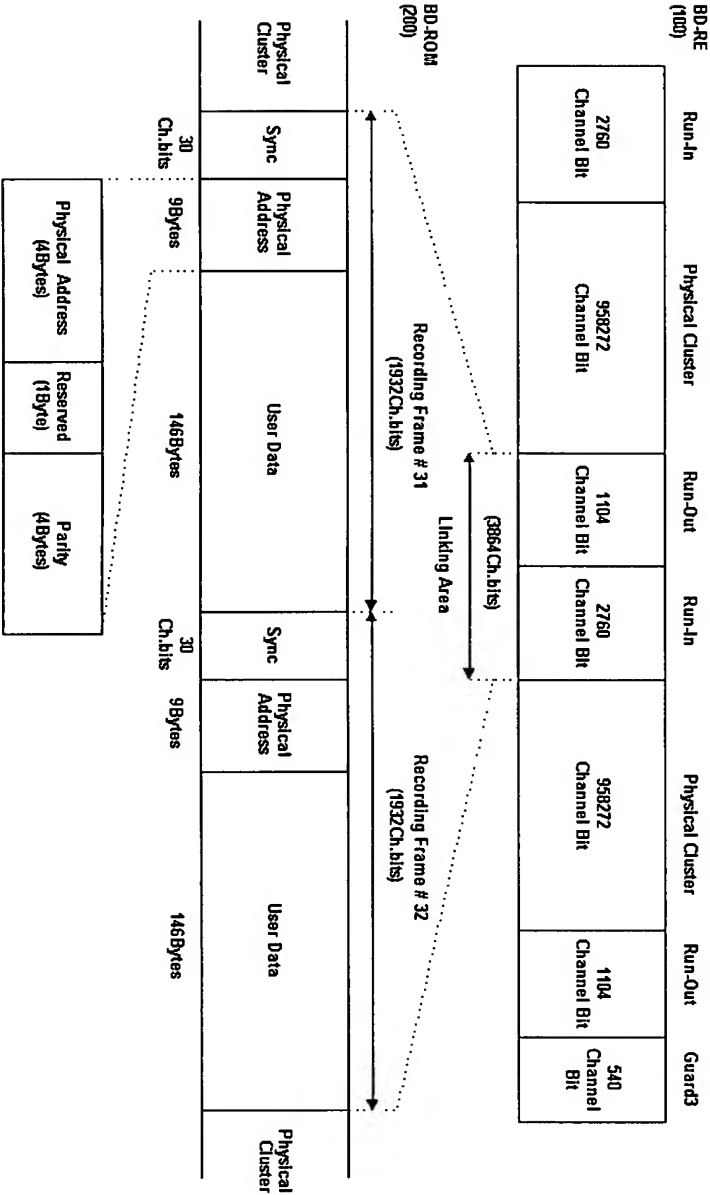 BD-RE
(100)
Run-In
Physical Cluster
Run-Out
Run-In
Physical Cluster
Run-Out
Guard3
2760
Channel Bit
958272
Channel Bit
1104
Channel Bit
2760
Channel Bit
958272
Channel Bit
1104
Channel Bit
540
Channel
Bit
(3864Ch.bits)
Linking Area
BD-ROM
(200)
Recording Frame # 31
(1932Ch.bits)
Recording Frame # 32
(1932Ch.bits)
Physical
Cluster
Sync
Physical
Address
User Data
Sync
Physical
Address
User Data
Physical
Cluster
30
Ch.bits
9Bytes
146Bytes
30
Ch.bits
9Bytes
146Bytes
Physical Address
(4Bytes)
Reserved
(1Byte)
Parity
(4Bytes)